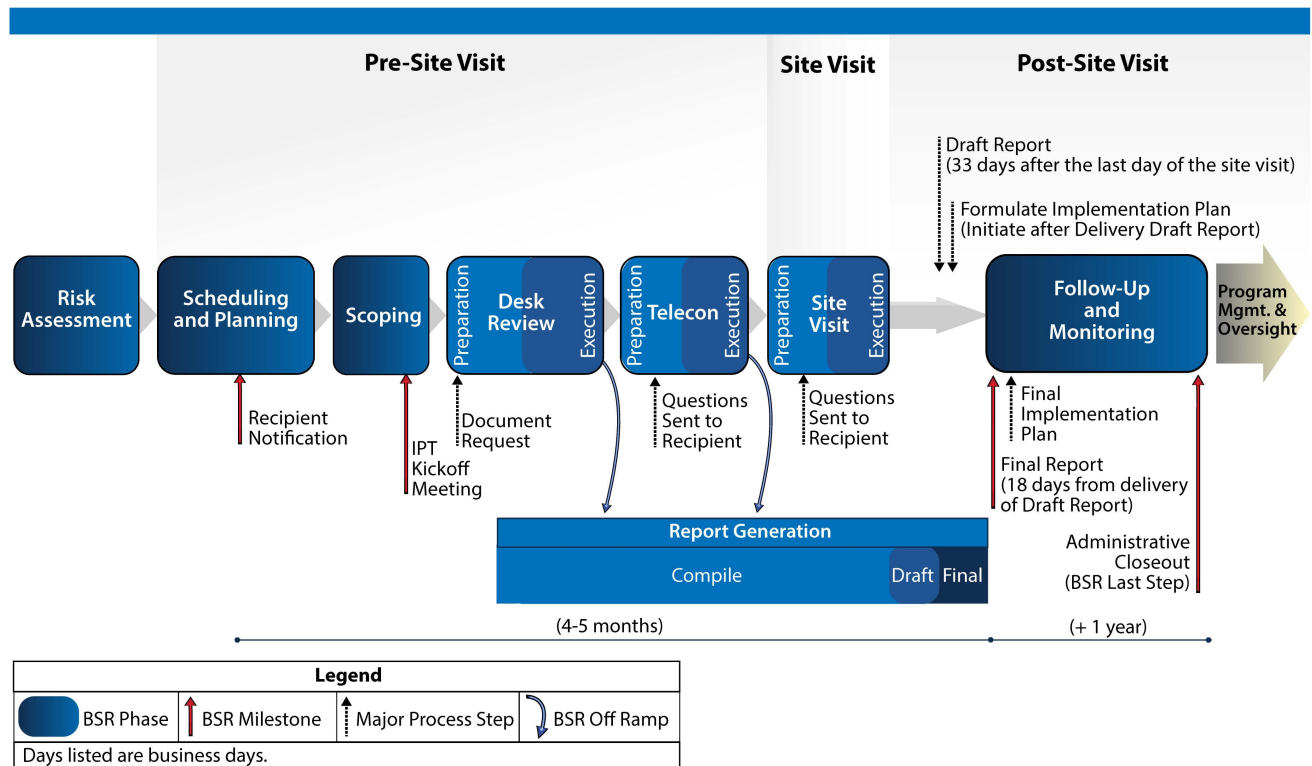 Pre-Site Visit
Site Visit
Post-Site Visit
Draft Report
(33 days after the last day of the site visit)
Formulate Implementation Plan
(Initiate after Delivery Draft Report)
Risk
Assessment
Scheduling
and Planning
Scoping
Preparation
Desk
Review
Execution
Preparation
Telecon
Execution
Preparation
Site
Visit
Execution
Follow-Up
and
Monitoring
Program
Mgmt. &
Oversight
Recipient
Notification
IPT
Kickoff
Meeting
Document
Request
Questions
Sent to
Recipient
Questions
Sent to
Recipient
Final
Implementation
Plan
Final Report
(18 days from delivery
of Draft Report)
Administrative
Closeout
(BSR Last Step)
Report Generation
Compile
Draft
Final
(4-5 months)
(+ 1 year)
Legend
BSR Phase
BSR Milestone
Major Process Step
BSR Off Ramp
Days listed are business days.